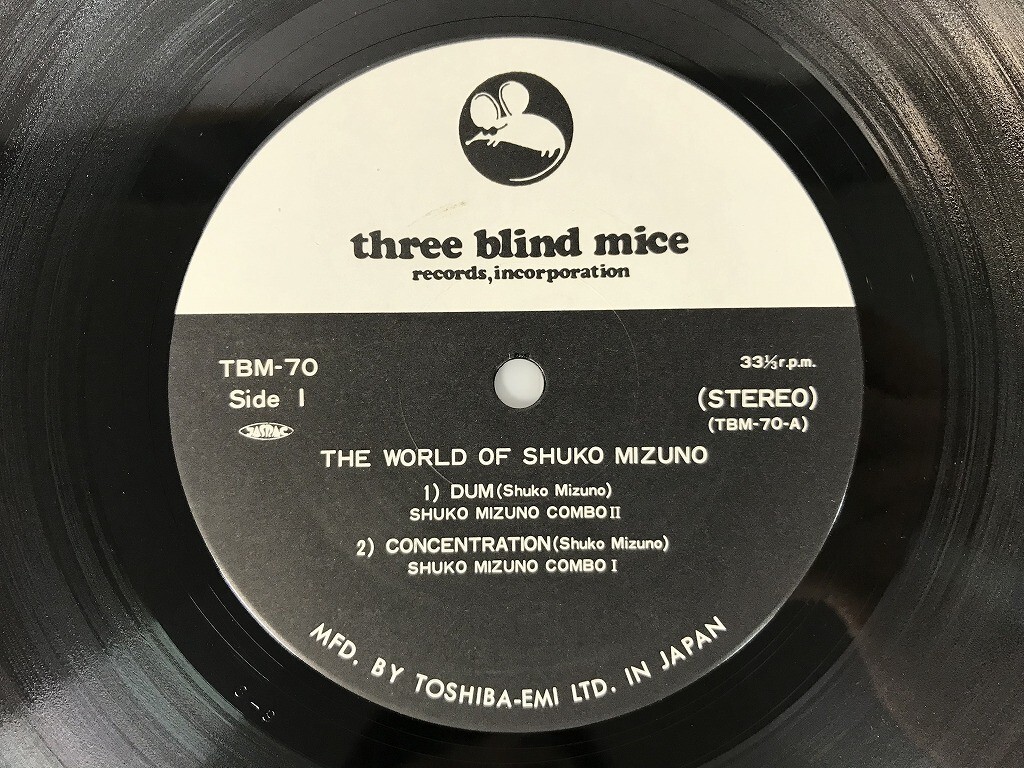 three blind mice
records, incorporation
TBM-70
33⅓ r.p.m.
Side 1
(STEREO)
JASRAC
(TBM-70-A)
THE WORLD OF SHUKO MIZUNO
1) DUM (Shuko Mizuno)
SHUKO MIZUNO COMBO II
2) CONCENTRATION (Shuko Mizuno)
SHUKO MIZUNO COMBO I
MFD. BY TOSHIBA-EMI LTD. IN JAPAN